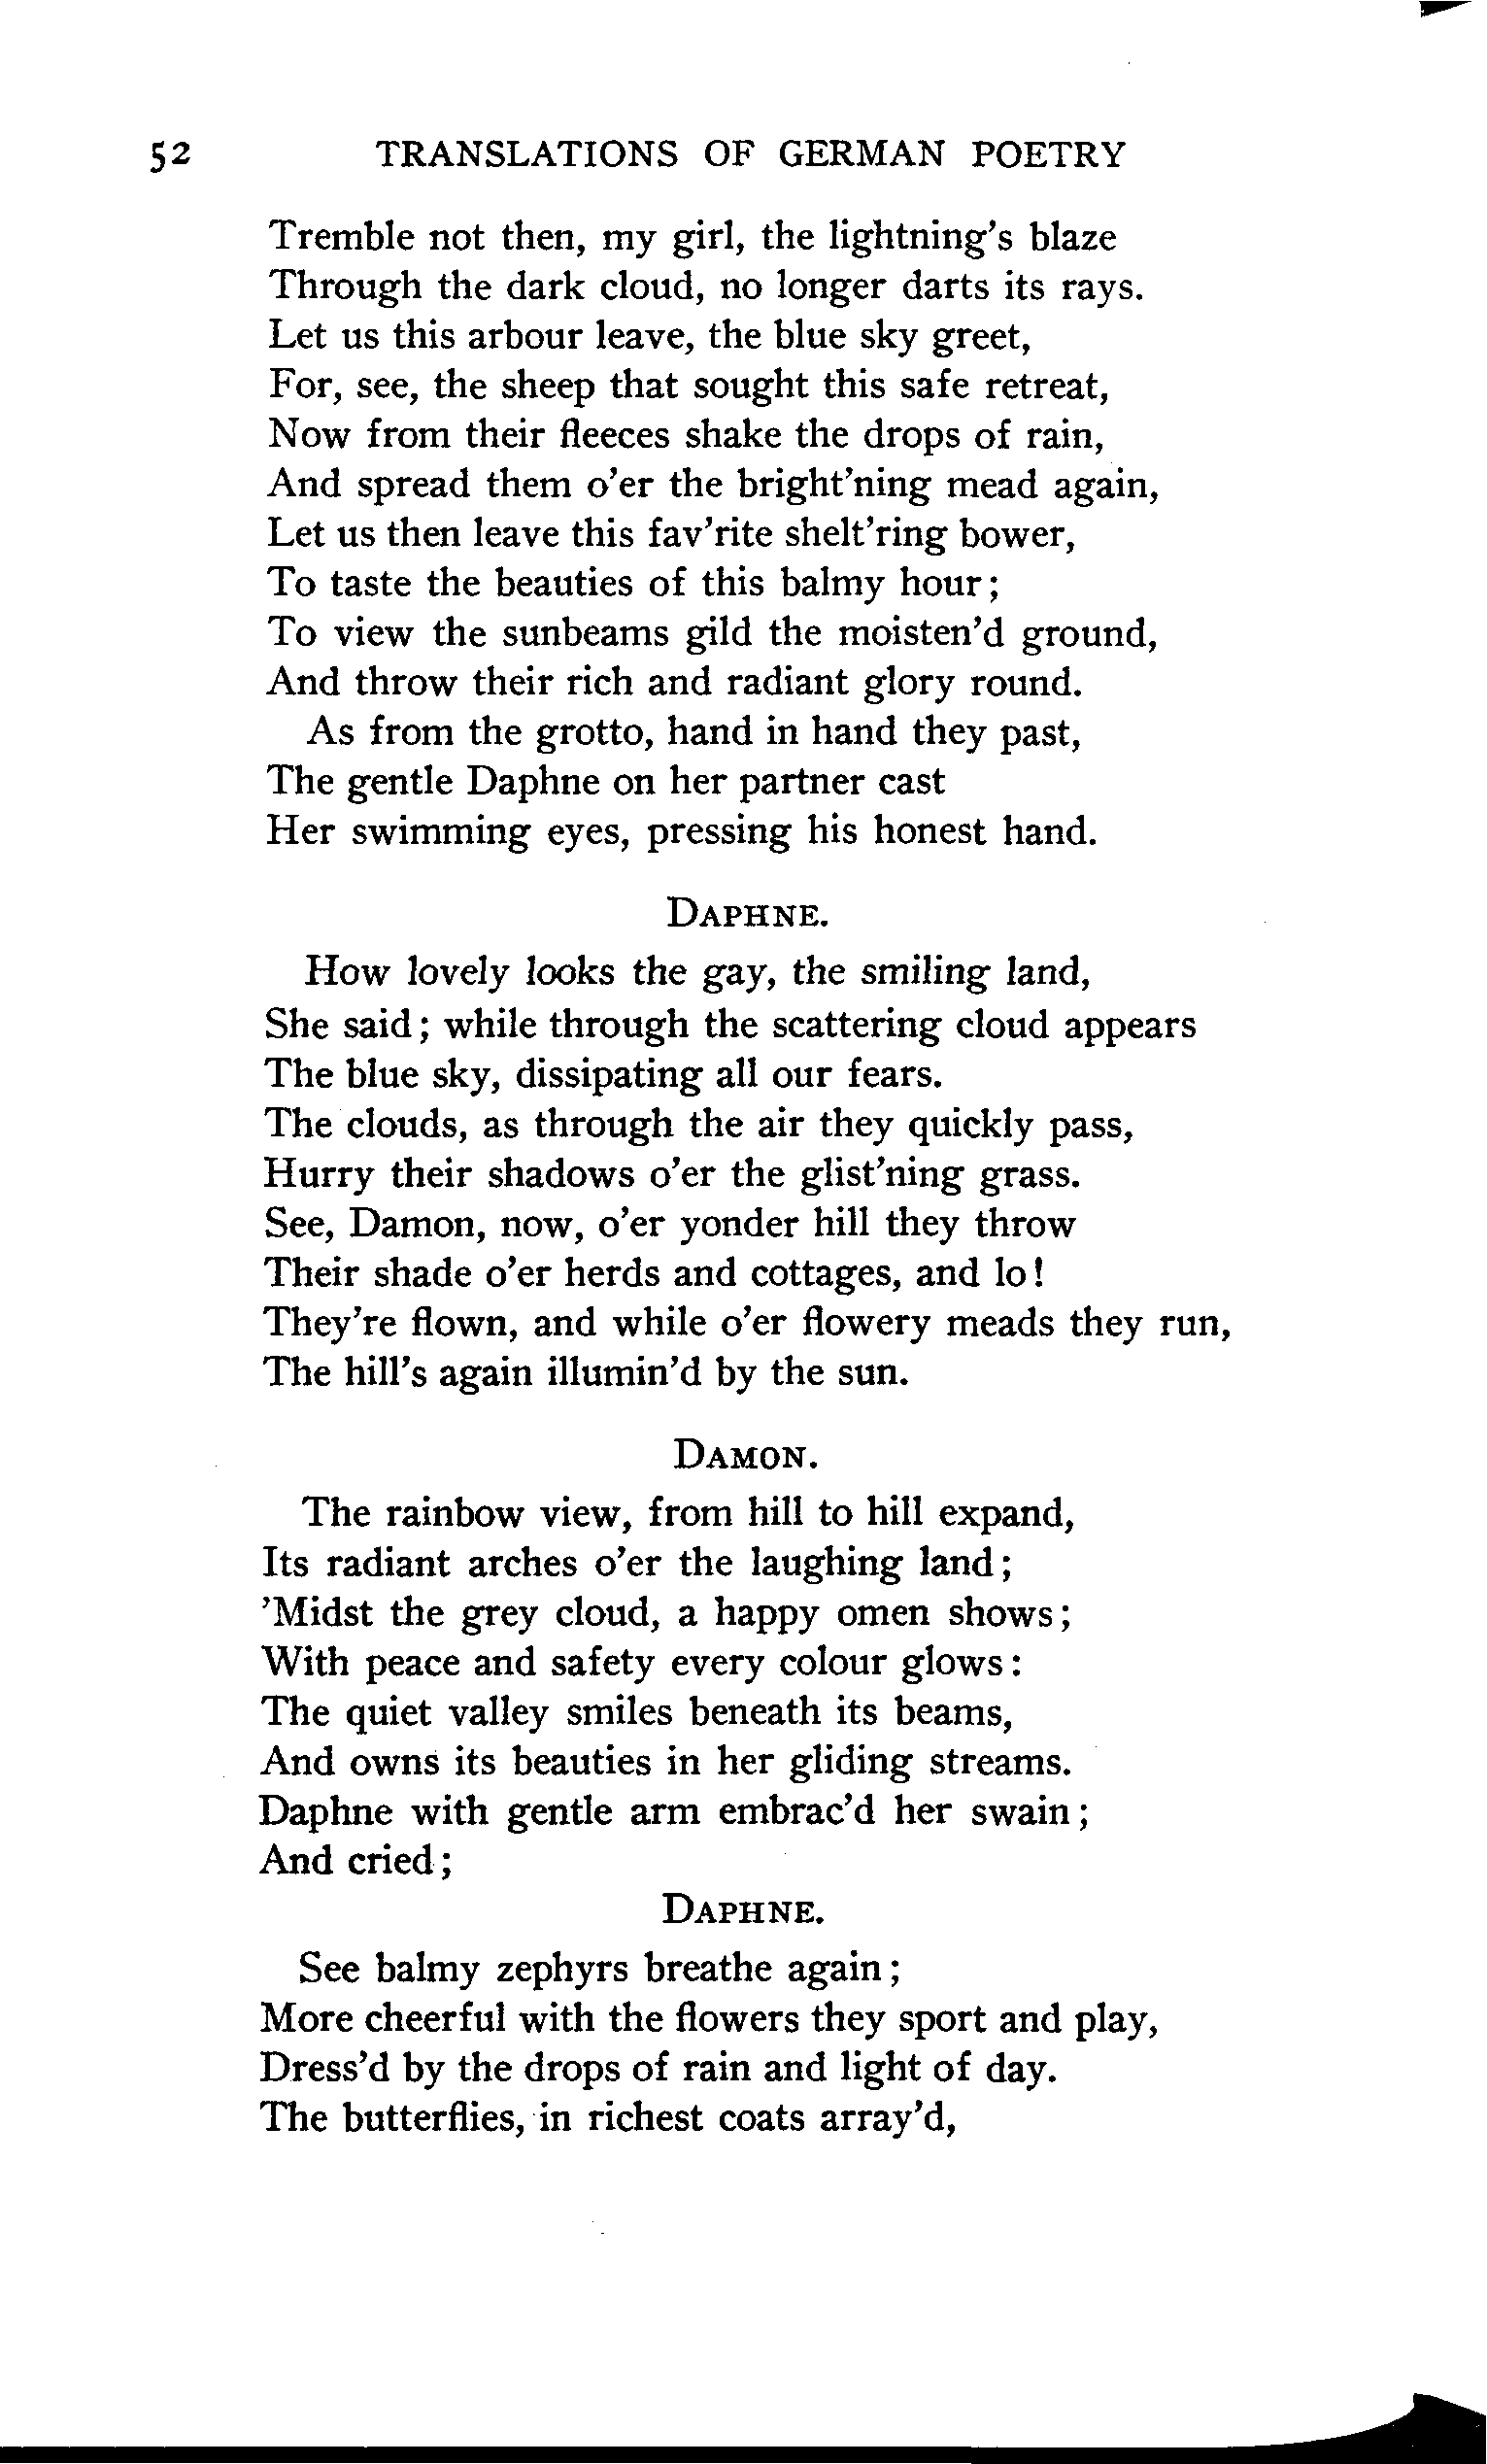 52 TRANSLATIONS OF GERMAN POETRY
Tremble not then, my girl, the lightning's blaze
Through the dark cloud, no longer darts its rays.
Let us this arbour leave, the blue sky greet,
For, see, the sheep that sought this safe retreat,
Now from their fleeces shake the drops of rain,
And spread them o'er the bright'ning mead again,
Let us then leave this fav'rite shelt'ring bower,
To taste the beauties of this balmy hour;
To view the sunbeams gild the moisten'd ground,
And throw their rich and radiant glory round.
As from the grotto, hand in hand they past,
The gentle Daphne on her partner cast
Her swimming eyes, pressing his honest hand.
DAPHNE.
How lovely looks the gay, the smiling land,
She said; while through the scattering cloud appears
The blue sky, dissipating all our fears.
The clouds, as through the air they quickly pass,
Hurry their shadows o'er the glist'ning grass.
See, Damon, now, o'er yonder hill they throw
Their shade o'er herds and cottages, and lo!
They're flown, and while o'er flowery meads they run,
The hill's again illumin'd by the sun.
DAMON.
The rainbow view, from hill to hill expand,
Its radiant arches o'er the laughing land;
'Midst the grey cloud, a happy omen shows;
With peace and safety every colour glows:
The quiet valley smiles beneath its beams,
And owns its beauties in her gliding streams.
Daphne with gentle arm embrac'd her swain;
And cried;
DAPHNE.
See balmy zephyrs breathe again;
More cheerful with the flowers they sport and play,
Dress'd by the drops of rain and light of day.
The butterflies, in richest coats array'd,